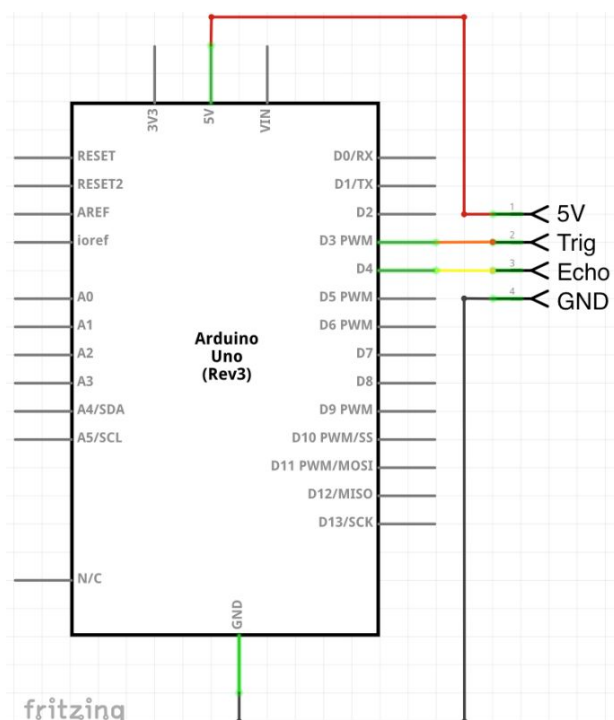 3V3
5V
VIN
RESET
RESET2
AREF
ioref
A0
A1
A2
A3
A4/SDA
A5/SCL
N/C
D0/RX
D1/TX
D2
D3 PWM
D4
D5 PWM
D6 PWM
D7
D8
D9 PWM
D10 PWM/SS
D11 PWM/MOSI
D12/MISO
D13/SCK
Arduino
Uno
(Rev3)
GND
1 5V
2 Trig
3 Echo
4 GND
fritzing